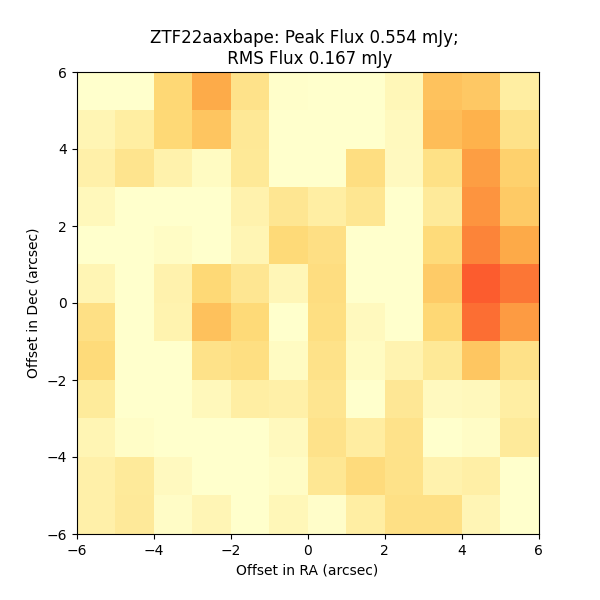 ZTF22aaxbape: Peak Flux 0.554 mJy;
RMS Flux 0.167 mJy
6
4
2
0
−2
−4
−6
Offset in Dec (arcsec)
−6 −4 −2 0 2 4 6
Offset in RA (arcsec)